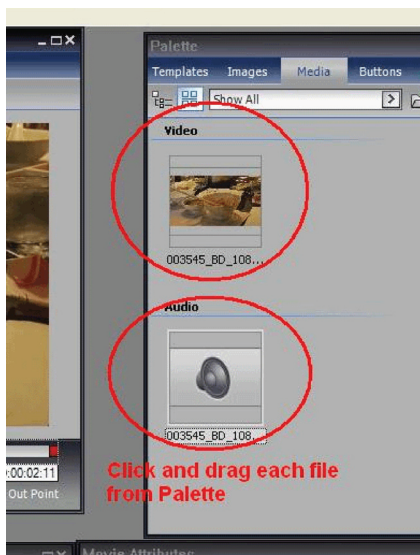 Palette
Templates Images Media Buttons
Show All
Video
003545_BD_108...
Audio
003545_BD_108...
Click and drag each file
from Palette
0:00:02:11
Out Point
Movie Attributes